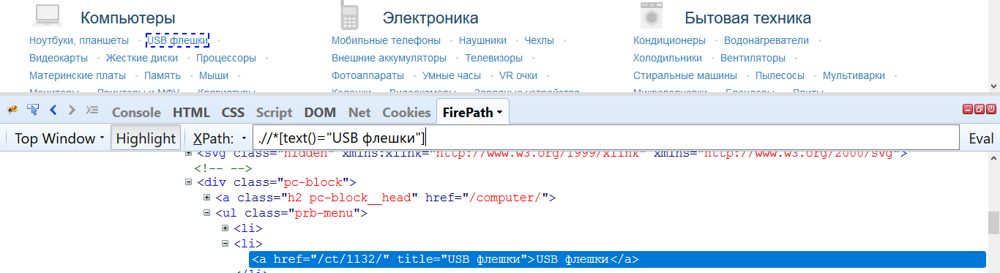 Компьютеры Электроника Бытовая техника
Ноутбуки, планшеты USB флешки Мобильные телефоны Наушники Чехлы Кондиционеры Водонагреватели
Видеокарты Жесткие диски Процессоры Внешние аккумуляторы Телевизоры Холодильники Вентиляторы
Материнские платы Память Мыши Фотоаппараты Умные часы VR очки Стиральные машины Пылесосы Мультиварки
Мониторы Принтеры и МФУ Клавиатуры Колонки Видеокамеры Зарядные устройства Микроволновки Блендеры Плиты
Console HTML CSS Script DOM Net Cookies FirePath
Top Window Highlight XPath: .//*[text()="USB флешки"] Eval
<svg class="hidden" xmlns:xlink="http://www.w3.org/1999/xlink" xmlns="http://www.w3.org/2000/svg">
<!-- -->
<div class="pc-block">
<a class="h2 pc-block__head" href="/computer/">
<ul class="prb-menu">
<li>
<li>
<a href="/ct/1132/" title="USB флешки">USB флешки</a>
</li>